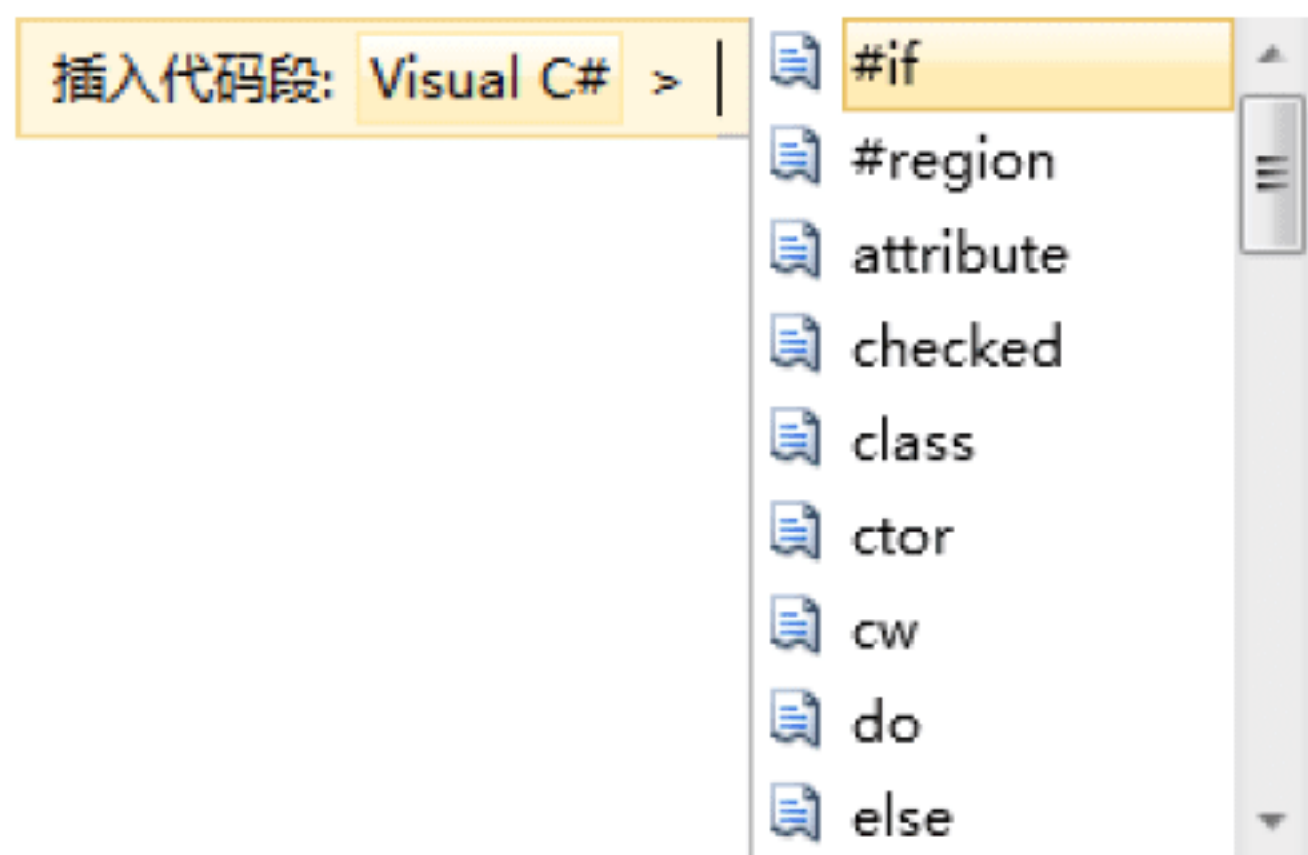 插入代码段: Visual C# >
#if
#region
attribute
checked
class
ctor
cw
do
else